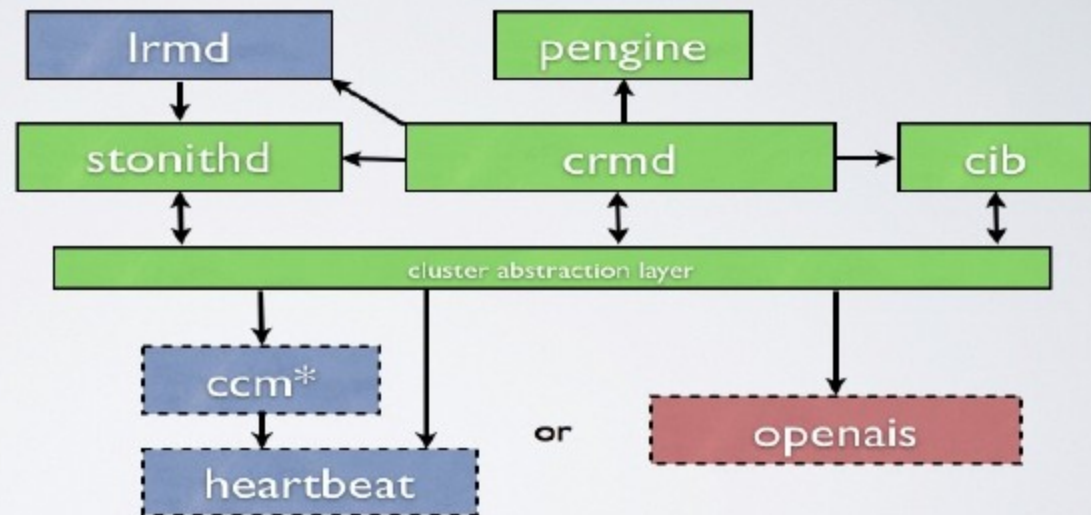 lrmd
pengine
stonithd
crmd
cib
cluster abstraction layer
ccm*
or
openais
heartbeat